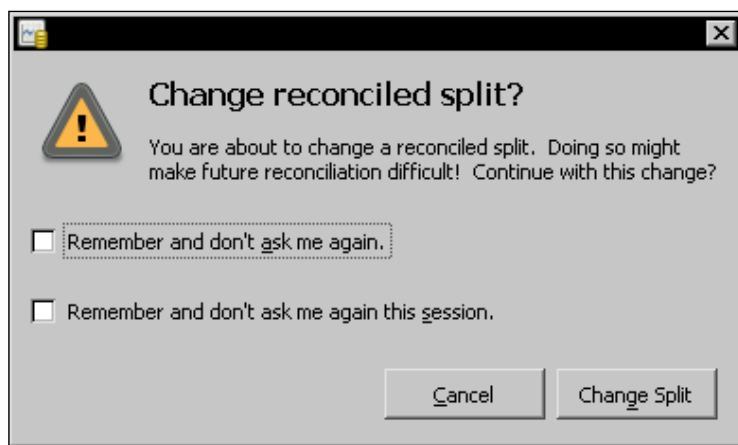 Change reconciled split?
You are about to change a reconciled split.  Doing so might
make future reconciliation difficult!  Continue with this change?
Remember and don't ask me again.
Remember and don't ask me again this session.
Cancel
Change Split